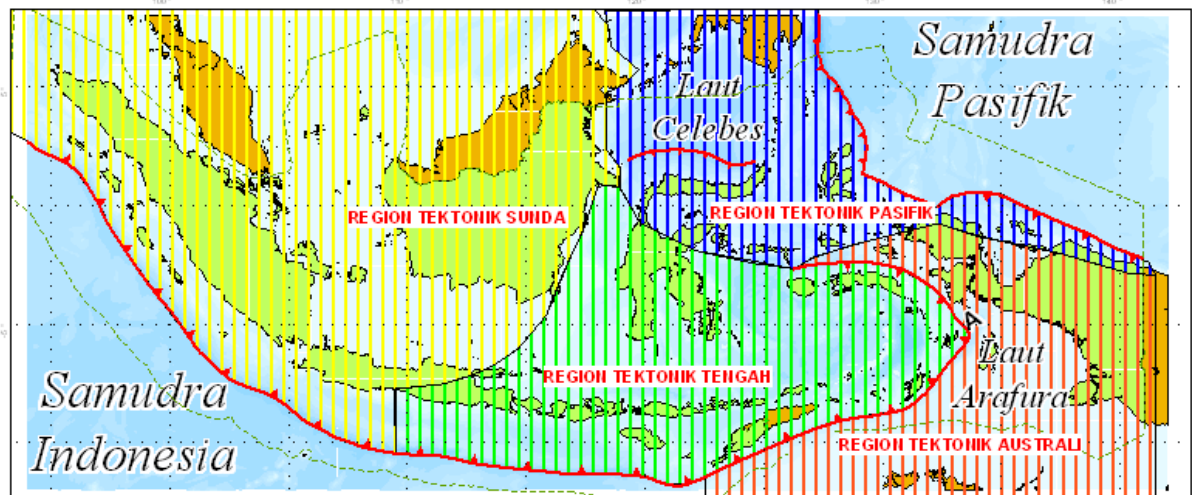 Samudra
Pasifik
Laut
Celebes
REGION TEKTONIK SUNDA
REGION TEKTONIK PASIFIK
A
Laut
Arafura
REGION TEKTONIK TENGAH
Samudra
Indonesia
REGION TEKTONIK AUSTRALI